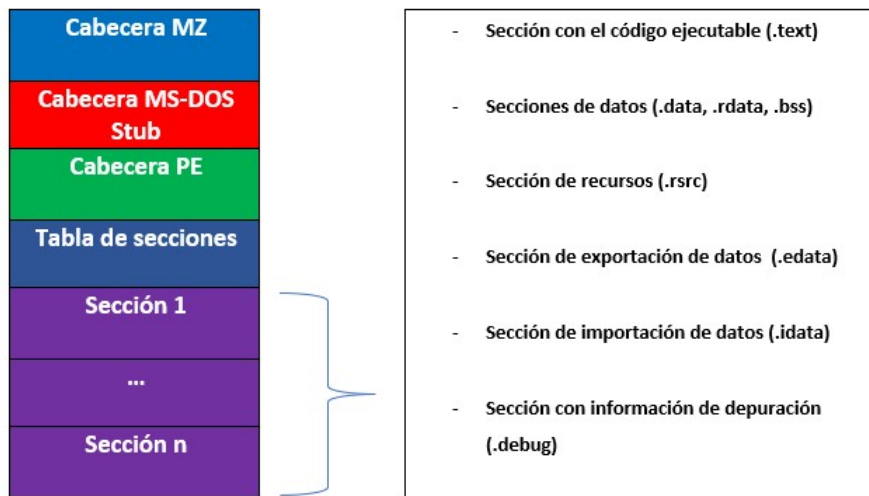 Cabecera MZ
Cabecera MS-DOS
Stub
Cabecera PE
Tabla de secciones
Sección 1
...
Sección n
- Sección con el código ejecutable (.text)
- Secciones de datos (.data, .rdata, .bss)
- Sección de recursos (.rsrc)
- Sección de exportación de datos (.edata)
- Sección de importación de datos (.idata)
- Sección con información de depuración
(.debug)